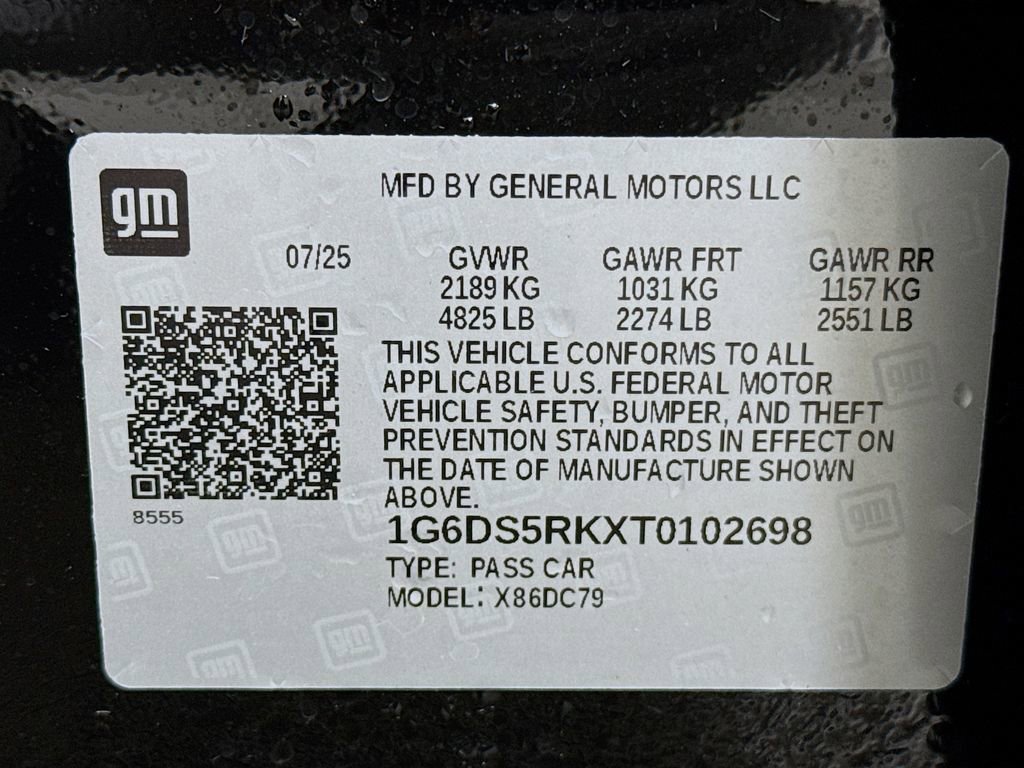 gm
MFD BY GENERAL MOTORS LLC
07/25 GVWR GAWR FRT GAWR RR
2189 KG 1031 KG 1157 KG
4825 LB 2274 LB 2551 LB
THIS VEHICLE CONFORMS TO ALL
APPLICABLE U.S. FEDERAL MOTOR
VEHICLE SAFETY, BUMPER, AND THEFT
PREVENTION STANDARDS IN EFFECT ON
THE DATE OF MANUFACTURE SHOWN
ABOVE.
8555
1G6DS5RKXT0102698
TYPE: PASS CAR
MODEL: X86DC79